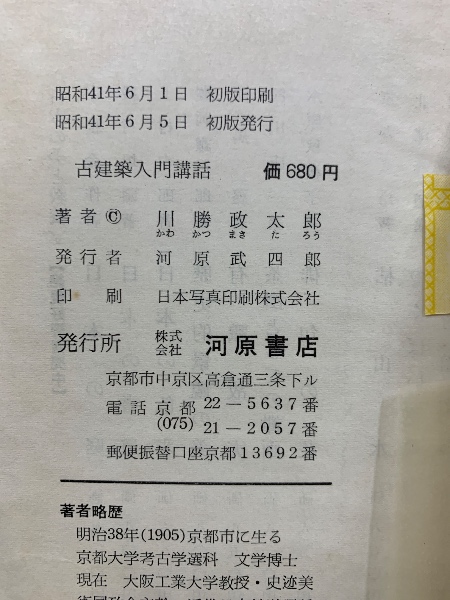 昭和41年6月1日　初版印刷
昭和41年6月5日　初版発行
古建築入門講話　価680円
著者Ⓒ　川勝政太郎
かわ かつ まさ た ろう
発行者　河原武四郎
印刷　日本写真印刷株式会社
発行所　株式会社　河原書店
京都市中京区高倉通三条下ル
電話京都(075)　22－5637番
21－2057番
郵便振替口座京都13692番
著者略歴
明治38年(1905)京都市に生る
京都大学考古学選科　文学博士
現在　大阪工業大学教授・史迹美